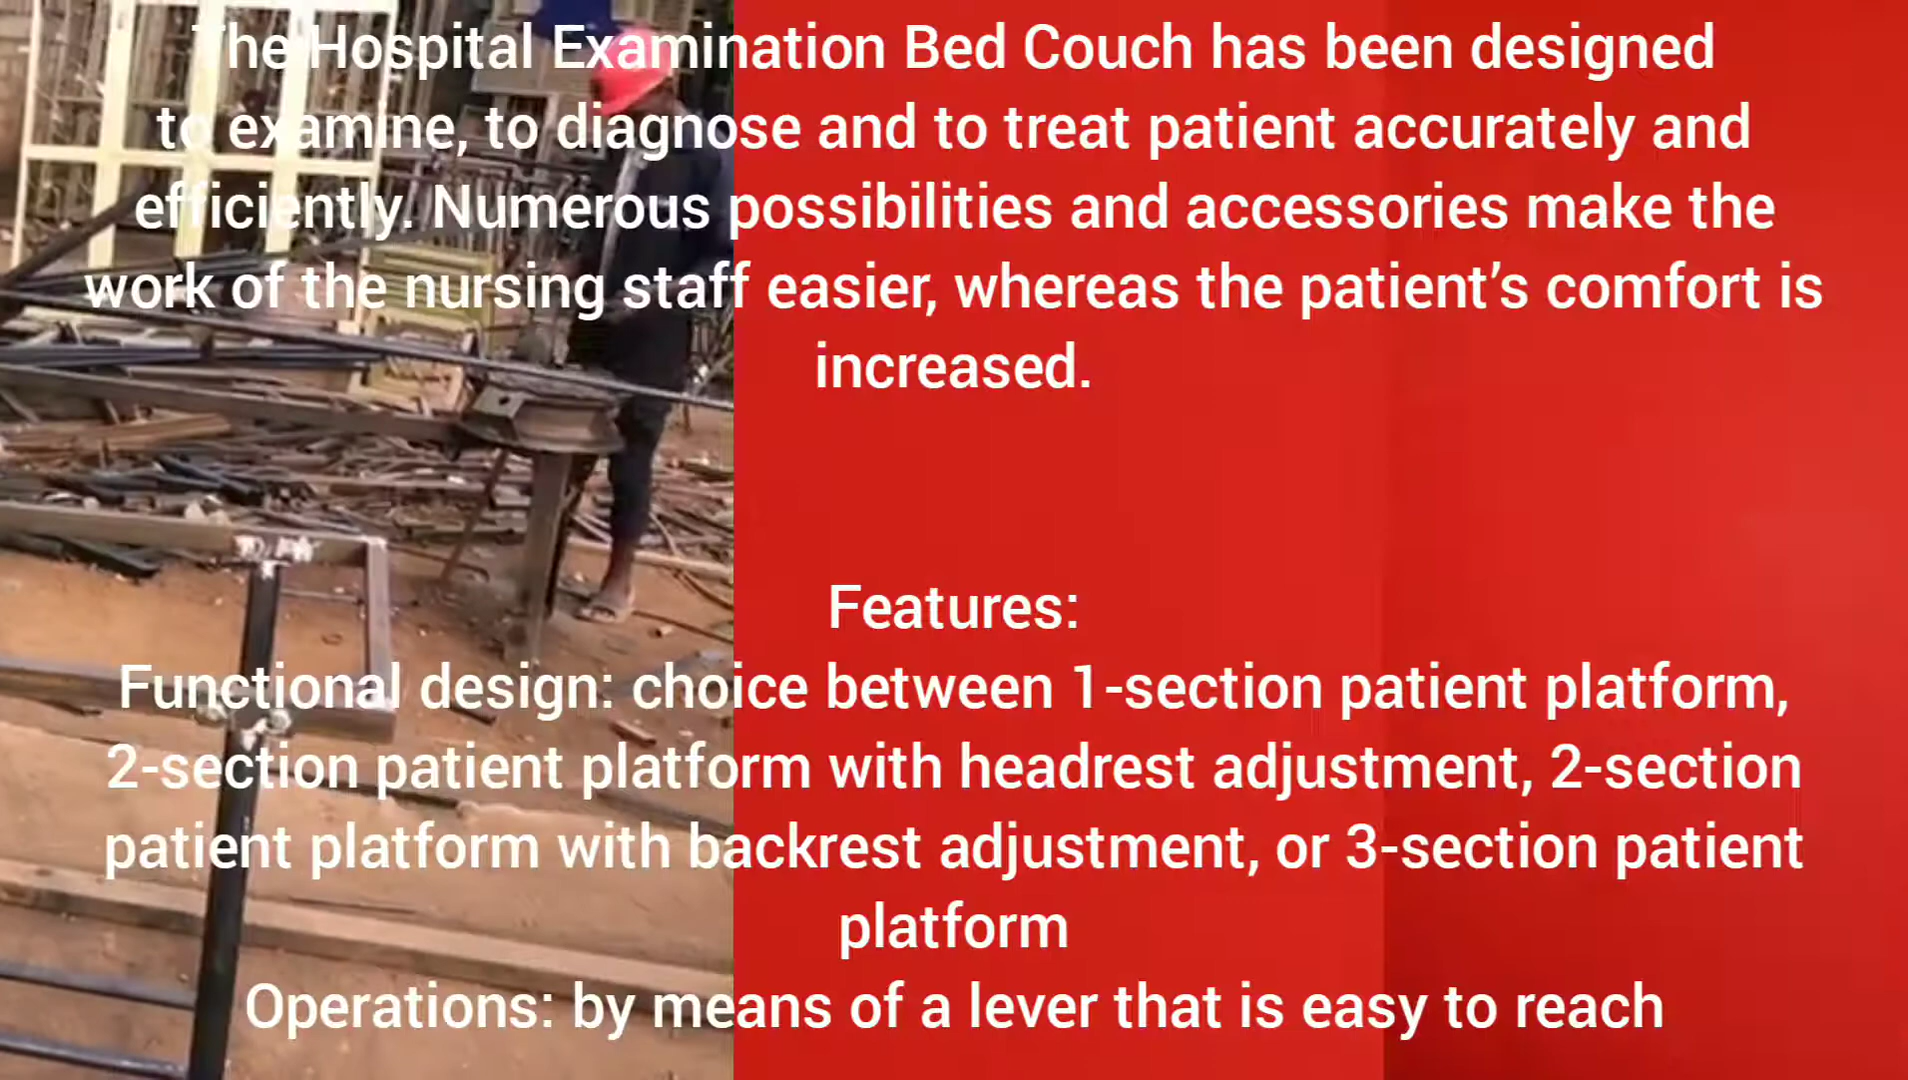 The Hospital Examination Bed Couch has been designed
to examine, to diagnose and to treat patient accurately and
efficiently. Numerous possibilities and accessories make the
work of the nursing staff easier, whereas the patient’s comfort is
increased.
Features:
Functional design: choice between 1-section patient platform,
2-section patient platform with headrest adjustment, 2-section
patient platform with backrest adjustment, or 3-section patient
platform
Operations: by means of a lever that is easy to reach